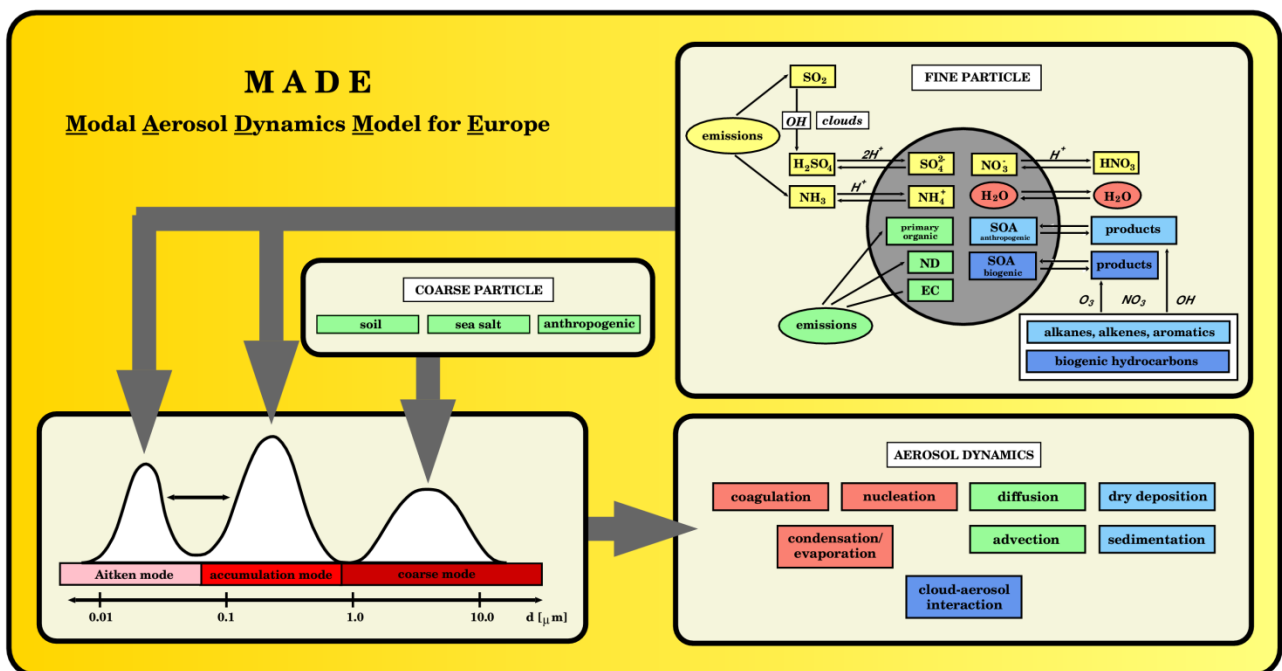 M A D E
Modal Aerosol Dynamics Model for Europe
FINE PARTICLE
SO₂
OH clouds
emissions
H₂SO₄ 2H⁺ SO₄²⁻ NO₃⁻ H⁺ HNO₃
NH₃ H⁺ NH₄⁺ H₂O H₂O
primary
organic
SOA
anthropogenic
products
ND
SOA
biogenic
products
EC
emissions
O₃ NO₃ OH
alkanes, alkenes, aromatics
biogenic hydrocarbons
COARSE PARTICLE
soil sea salt anthropogenic
Aitken mode accumulation mode coarse mode
0.01 0.1 1.0 10.0 d [μm]
AEROSOL DYNAMICS
coagulation nucleation diffusion dry deposition
condensation/
evaporation
advection sedimentation
cloud-aerosol
interaction